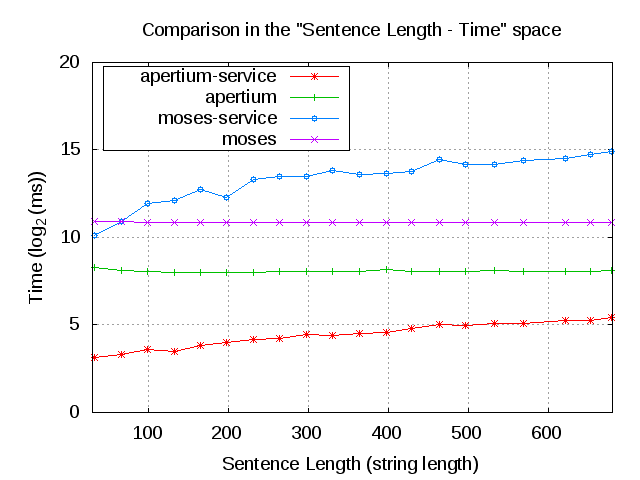 Comparison in the "Sentence Length - Time" space
20
15
10
5
0
Time (log2 (ms))
apertium-service
apertium
moses-service
moses
100 200 300 400 500 600
Sentence Length (string length)